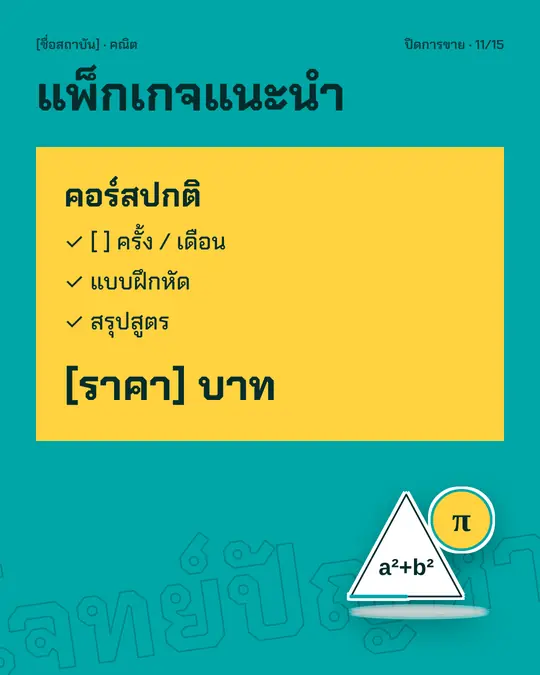 [ชื่อสถาบัน] · คณิต
ปิดการขาย · 11/15
แพ็กเกจแนะนำ
คอร์สปกติ
✓ [ ] ครั้ง / เดือน
✓ แบบฝึกหัด
✓ สรุปสูตร
[ราคา] บาท
π
a²+b²